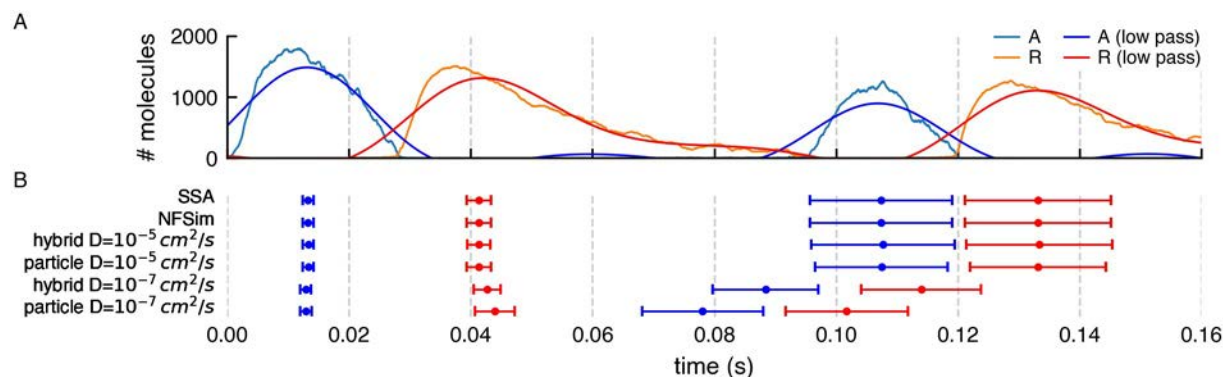 A
2000
1000
0
# molecules
A
R
A (low pass)
R (low pass)
B
SSA
NFSim
hybrid D=10⁻⁵ cm²/s
particle D=10⁻⁵ cm²/s
hybrid D=10⁻⁷ cm²/s
particle D=10⁻⁷ cm²/s
0.00 0.02 0.04 0.06 0.08 0.10 0.12 0.14 0.16
time (s)